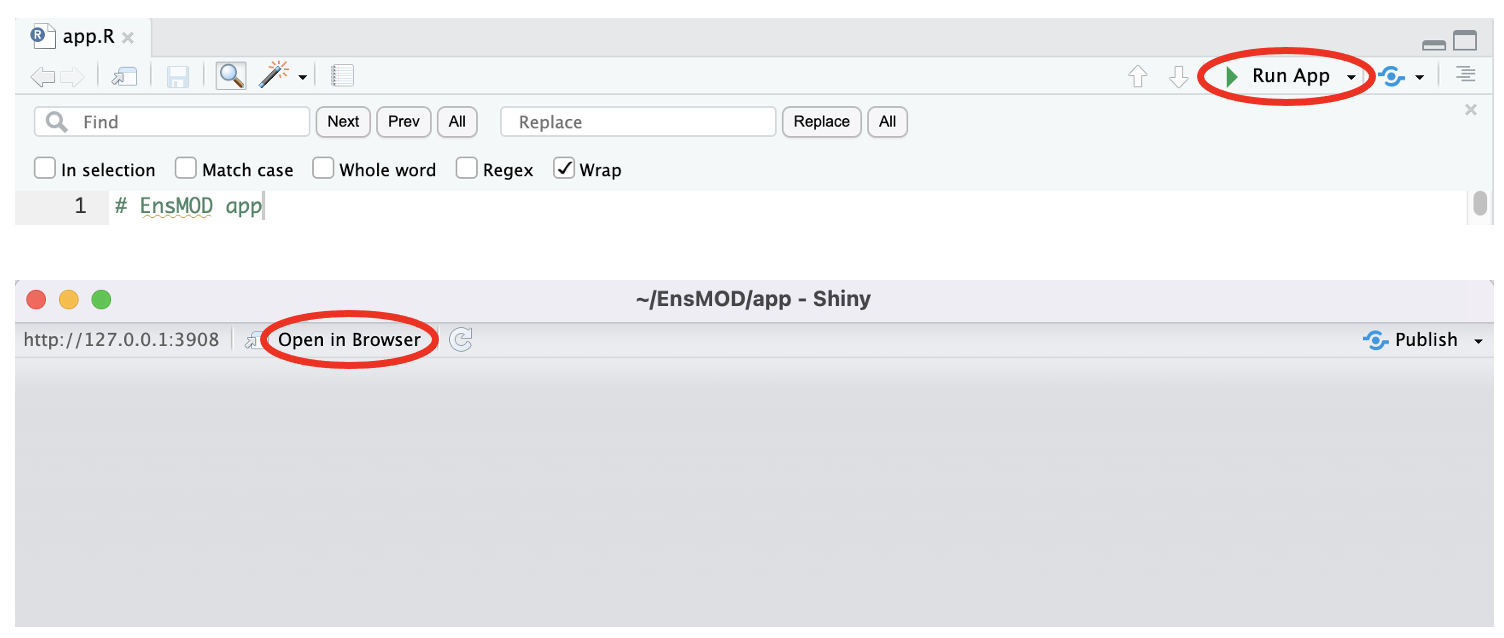 R app.R
Run App
Find Next Prev All Replace Replace All
In selection Match case Whole word Regex Wrap
1 # EnsMOD app
~/EnsMOD/app - Shiny
http://127.0.0.1:3908 Open in Browser Publish